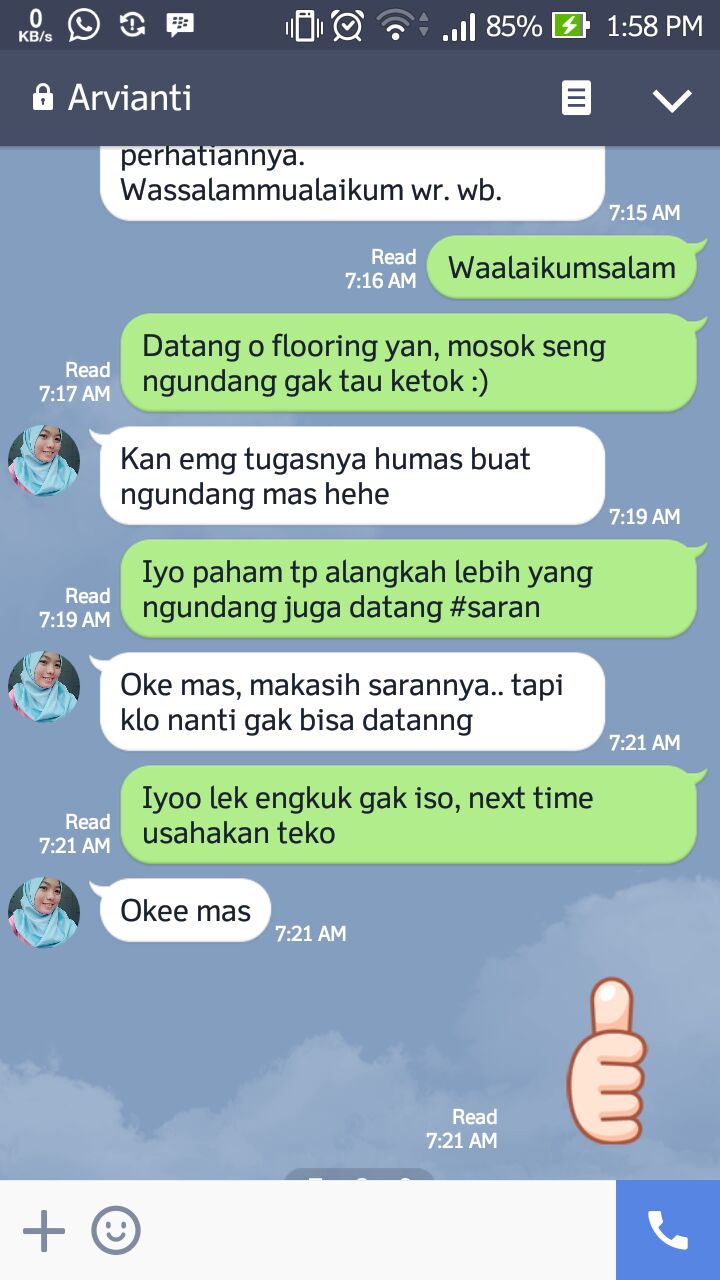 0
KB/s
85%
1:58 PM
Arvianti
perhatiannya.
Wassalammualaikum wr. wb.
7:15 AM
Read
7:16 AM
Waalaikumsalam
Datang o flooring yan, mosok seng
ngundang gak tau ketok :)
Read
7:17 AM
Kan emg tugasnya humas buat
ngundang mas hehe
7:19 AM
Iyo paham tp alangkah lebih yang
ngundang juga datang #saran
Read
7:19 AM
Oke mas, makasih sarannya.. tapi
klo nanti gak bisa datanng
7:21 AM
Iyoo lek engkuk gak iso, next time
usahakan teko
Read
7:21 AM
Okee mas
7:21 AM
Read
7:21 AM